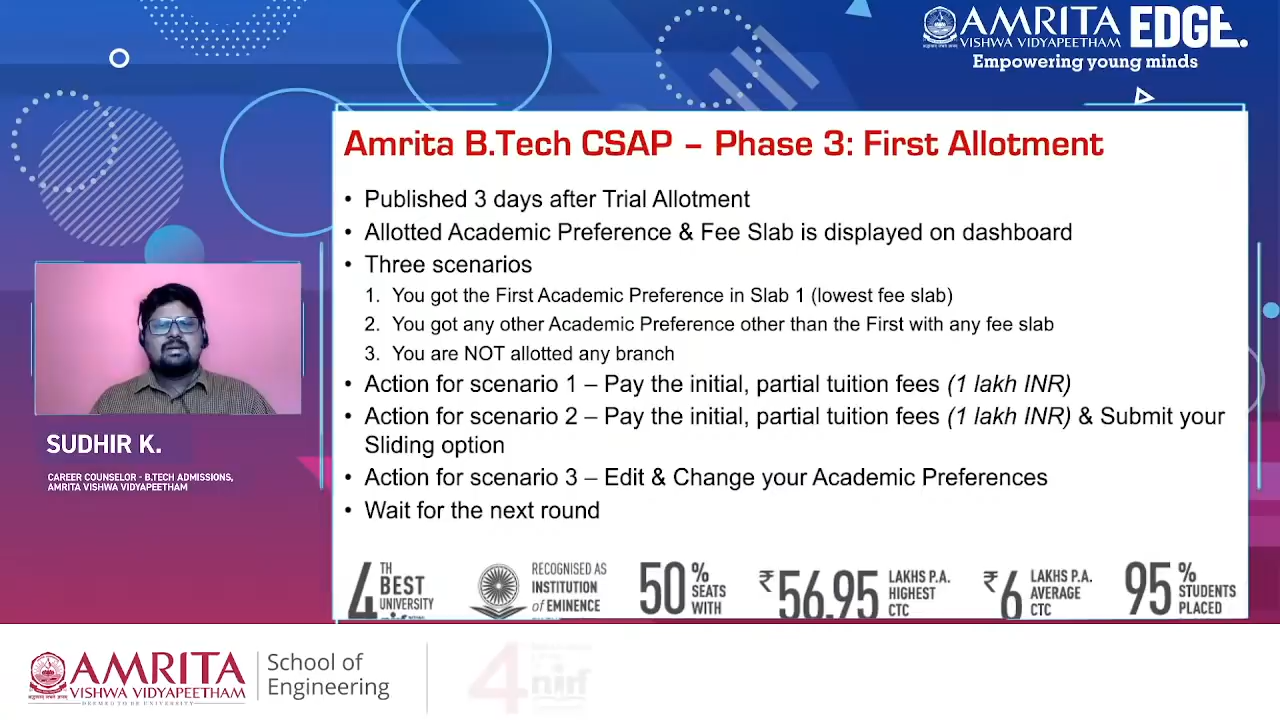 AMRITA EDGE.
VISHWA VIDYAPEETHAM
Empowering young minds
Amrita B.Tech CSAP – Phase 3: First Allotment
• Published 3 days after Trial Allotment
• Allotted Academic Preference & Fee Slab is displayed on dashboard
• Three scenarios
1. You got the First Academic Preference in Slab 1 (lowest fee slab)
2. You got any other Academic Preference other than the First with any fee slab
3. You are NOT allotted any branch
• Action for scenario 1 – Pay the initial, partial tuition fees (1 lakh INR)
• Action for scenario 2 – Pay the initial, partial tuition fees (1 lakh INR) & Submit your
Sliding option
• Action for scenario 3 – Edit & Change your Academic Preferences
• Wait for the next round
SUDHIR K.
CAREER COUNSELOR - B.TECH ADMISSIONS,
AMRITA VISHWA VIDYAPEETHAM
4TH
BEST
UNIVERSITY
nirf
RECOGNISED AS
INSTITUTION
of EMINENCE
50%
SEATS
WITH
₹56.95
LAKHS P.A.
HIGHEST
CTC
₹6
LAKHS P.A.
AVERAGE
CTC
95%
STUDENTS
PLACED
AMRITA
VISHWA VIDYAPEETHAM
DEEMED TO BE UNIVERSITY
School of
Engineering
4
nirf